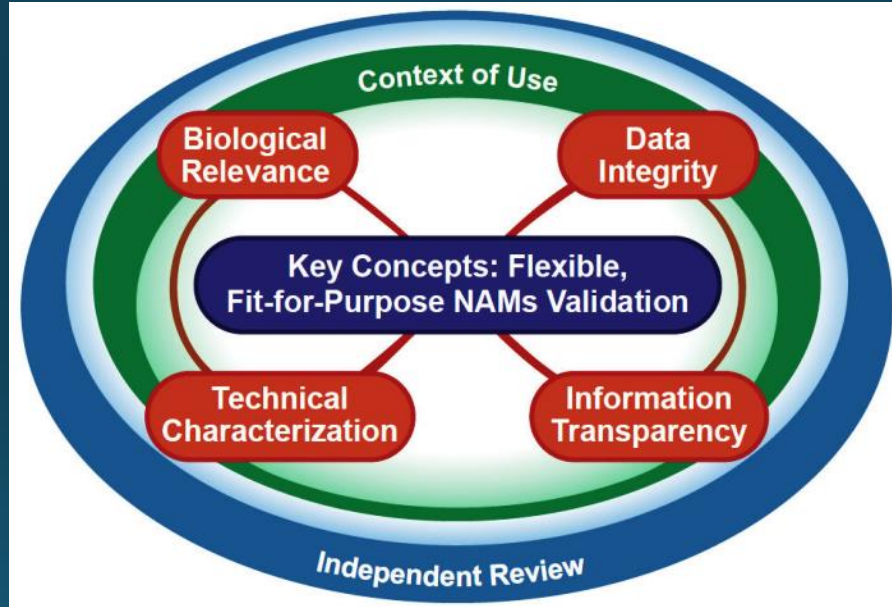 Context of Use
Biological
Relevance
Data
Integrity
Key Concepts: Flexible,
Fit-for-Purpose NAMs Validation
Technical
Characterization
Information
Transparency
Independent Review